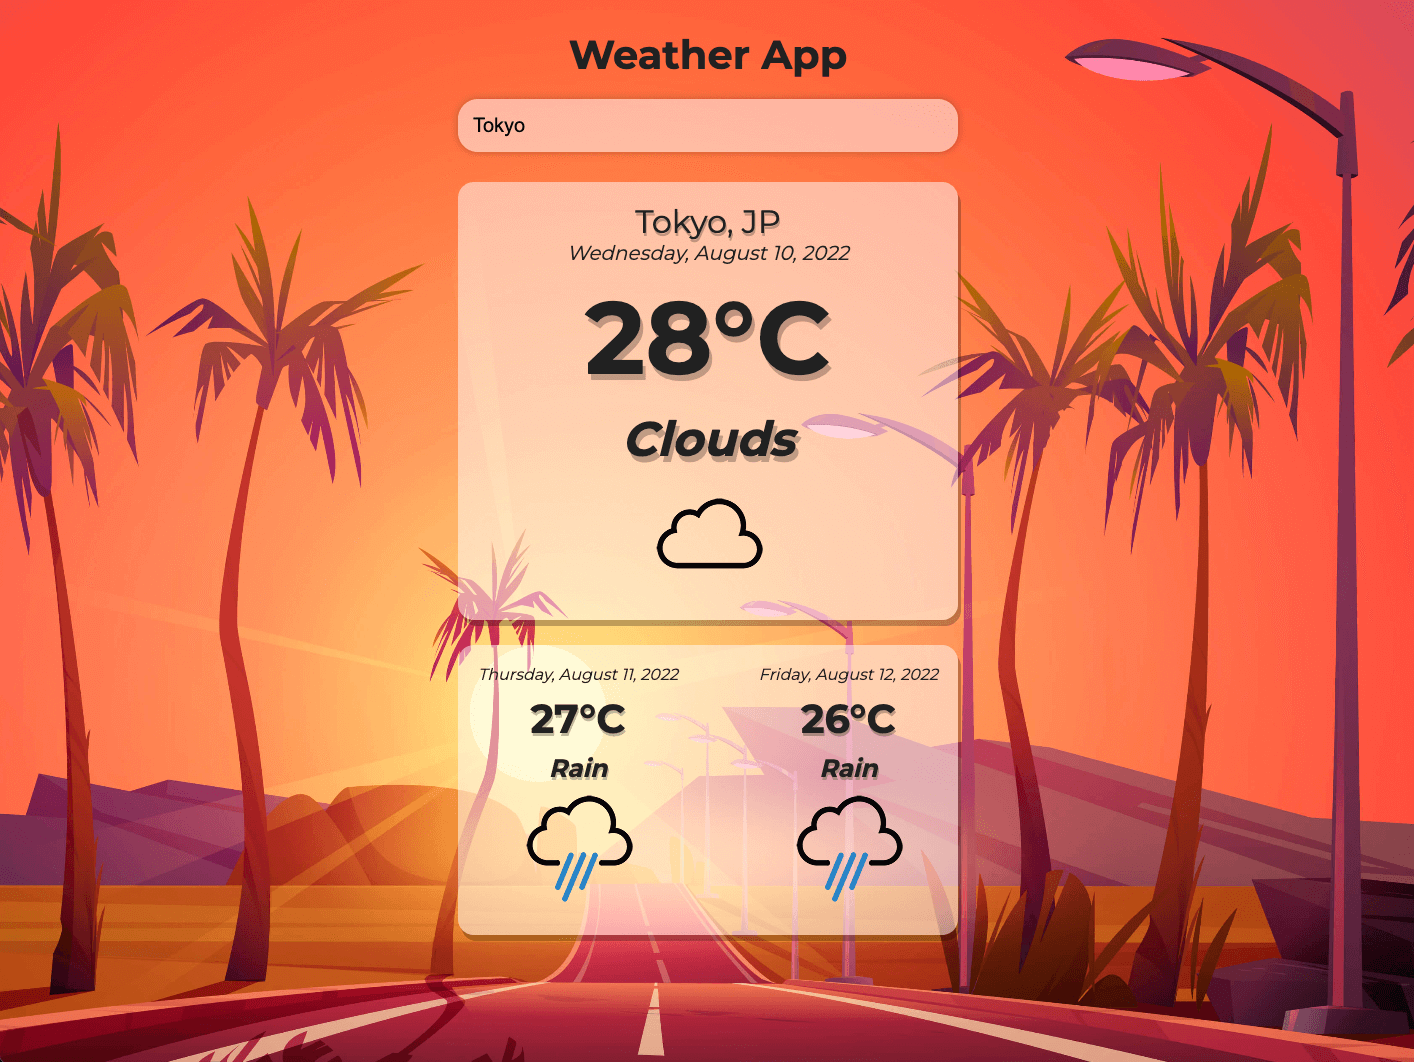 Weather App
Tokyo
Tokyo, JP
Wednesday, August 10, 2022
28°C
Clouds
Thursday, August 11, 2022
27°C
Rain
Friday, August 12, 2022
26°C
Rain